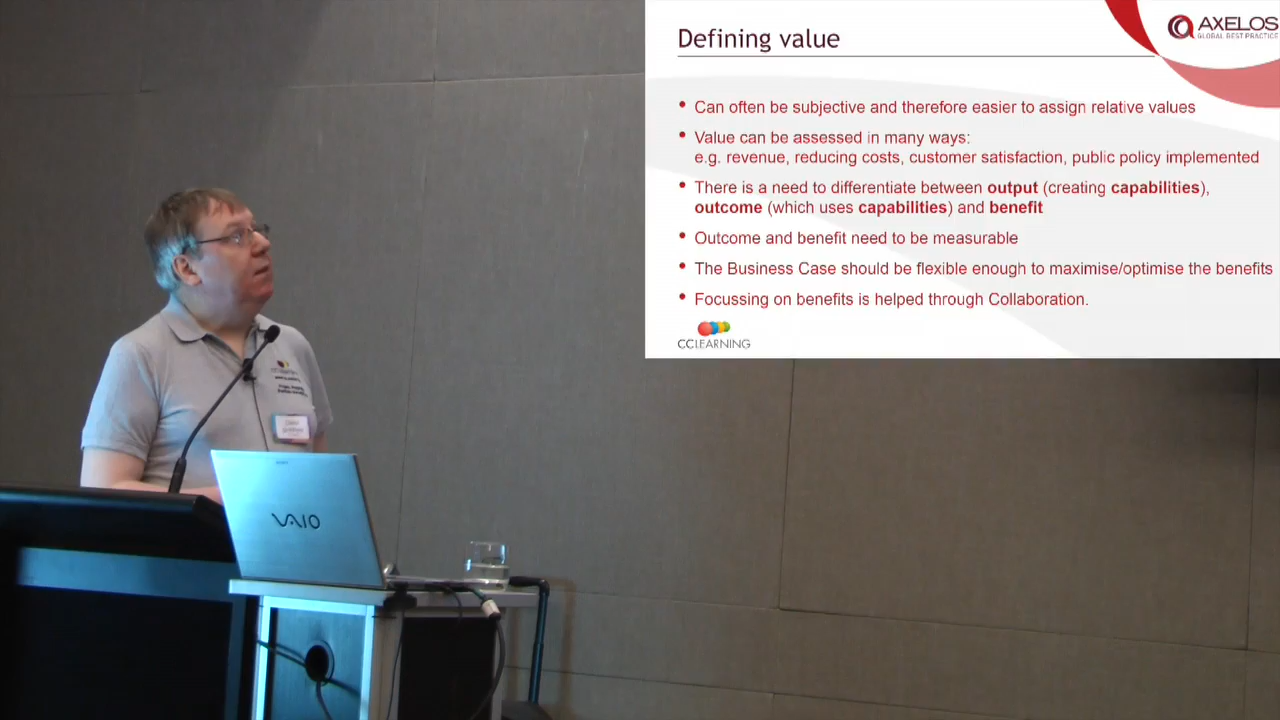 Defining value
AXELOS
GLOBAL BEST PRACTICE
• Can often be subjective and therefore easier to assign relative values
• Value can be assessed in many ways:
e.g. revenue, reducing costs, customer satisfaction, public policy implemented
• There is a need to differentiate between output (creating capabilities),
outcome (which uses capabilities) and benefit
• Outcome and benefit need to be measurable
• The Business Case should be flexible enough to maximise/optimise the benefits
• Focussing on benefits is helped through Collaboration.
CCLEARNING
VAIO